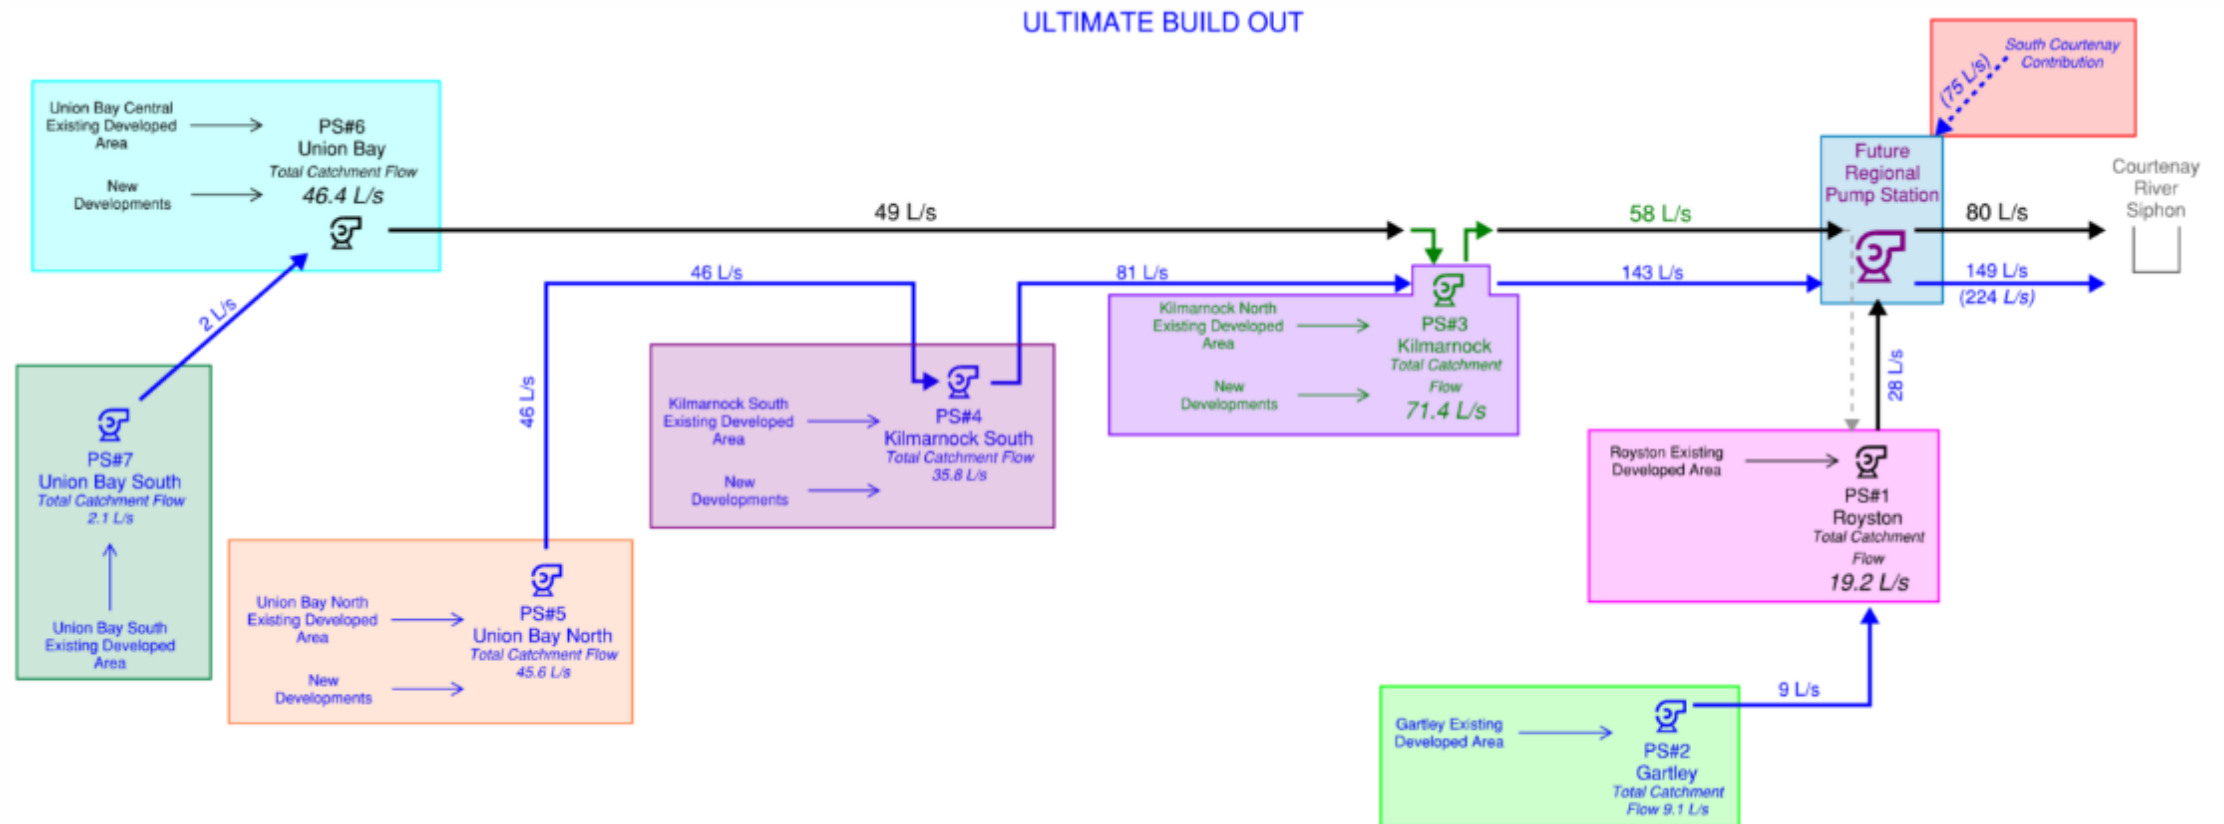 ULTIMATE BUILD OUT
South Courtenay
Contribution
(75 L/s)
Union Bay Central
Existing Developed
Area
New
Developments
PS#6
Union Bay
Total Catchment Flow
46.4 L/s
49 L/s
58 L/s
Future
Regional
Pump Station
80 L/s
149 L/s
(224 L/s)
Courtenay
River
Siphon
2 L/s
46 L/s
46 L/s
81 L/s
143 L/s
28 L/s
Kilmarnock North
Existing Developed
Area
New
Developments
PS#3
Kilmarnock
Total Catchment
Flow
71.4 L/s
Kilmarnock South
Existing Developed
Area
New
Developments
PS#4
Kilmarnock South
Total Catchment Flow
35.8 L/s
PS#7
Union Bay South
Total Catchment Flow
2.1 L/s
Union Bay South
Existing Developed
Area
Union Bay North
Existing Developed
Area
New
Developments
PS#5
Union Bay North
Total Catchment Flow
45.6 L/s
Royston Existing
Developed Area
PS#1
Royston
Total Catchment
Flow
19.2 L/s
9 L/s
Gartley Existing
Developed Area
PS#2
Gartley
Total Catchment
Flow 9.1 L/s